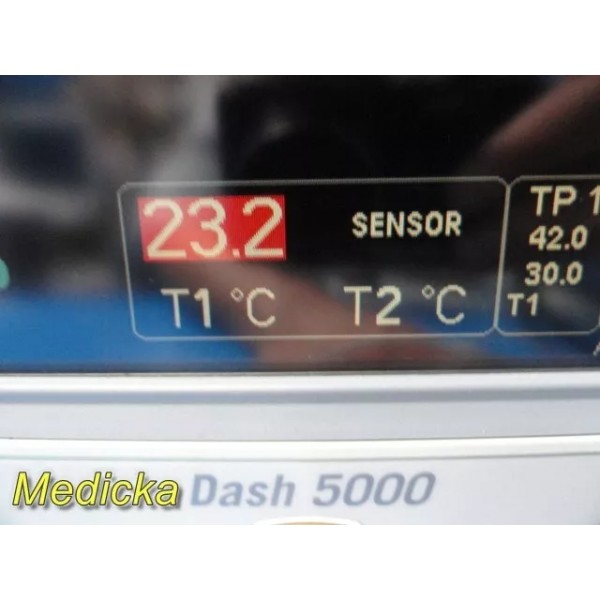 23.2 SENSOR
T1 °C T2 °C
TP 1
42.0
30.0
T1
Medicka Dash 5000